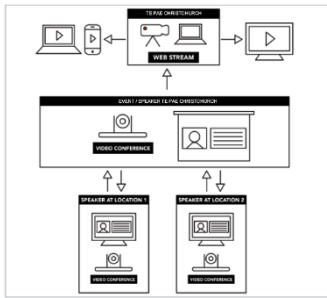 TE PAE CHRISTCHURCH
WEB STREAM
EVENT / SPEAKER TE PAE CHRISTCHURCH
VIDEO CONFERENCE
SPEAKER AT LOCATION 1
SPEAKER AT LOCATION 2
VIDEO CONFERENCE
VIDEO CONFERENCE